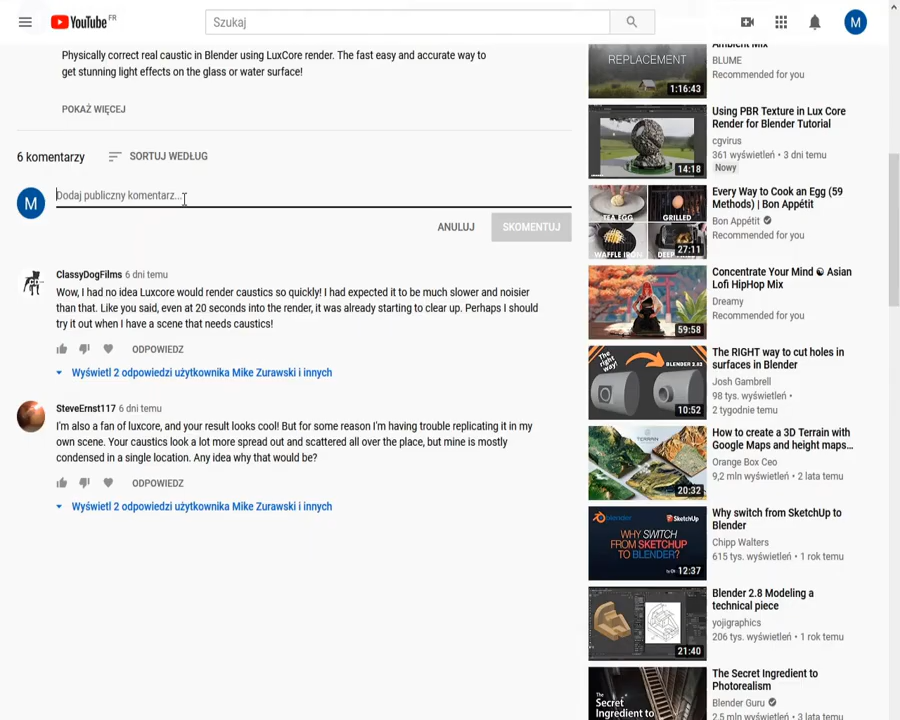 YouTube FR
Szukaj
M
Physically correct real caustic in Blender using LuxCore render. The fast easy and accurate way to
get stunning light effects on the glass or water surface!
POKAŻ WIĘCEJ
6 komentarzy
SORTUJ WEDŁUG
M
Dodaj publiczny komentarz...
ANULUJ
SKOMENTUJ
ClassyDogFilms 6 dni temu
Wow, I had no idea Luxcore would render caustics so quickly! I had expected it to be much slower and noisier
than that. Like you said, even at 20 seconds into the render, it was already starting to clear up. Perhaps I should
try it out when I have a scene that needs caustics!
ODPOWIEDZ
Wyświetl 2 odpowiedzi użytkownika Mike Zurawski i innych
SteveErnst117 6 dni temu
I'm also a fan of luxcore, and your result looks cool! But for some reason I'm having trouble replicating it in my
own scene. Your caustics look a lot more spread out and scattered all over the place, but mine is mostly
condensed in a single location. Any idea why that would be?
ODPOWIEDZ
Wyświetl 2 odpowiedzi użytkownika Mike Zurawski i innych
REPLACEMENT
1:16:43
Ambient Mix
BLUME
Recommended for you
14:18
Using PBR Texture in Lux Core
Render for Blender Tutorial
cgvirus
361 wyświetleń • 3 dni temu
Nowy
TEA EGG
GRILLED
WAFFLE IRON
DEEP
27:11
Every Way to Cook an Egg (59
Methods) | Bon Appétit
Bon Appétit
Recommended for you
59:58
Concentrate Your Mind ☯ Asian
Lofi HipHop Mix
Dreamy
Recommended for you
The right way!
BLENDER 2.83
10:52
The RIGHT way to cut holes in
surfaces in Blender
Josh Gambrell
98 tys. wyświetleń •
2 tygodnie temu
TERRAIN
20:32
How to create a 3D Terrain with
Google Maps and height maps...
Orange Box Ceo
9,2 mln wyświetleń • 2 lata temu
blender
SketchUp
WHY SWITCH
FROM SKETCHUP
TO BLENDER?
12:37
Why switch from SketchUp to
Blender
Chipp Walters
615 tys. wyświetleń • 1 rok temu
21:40
Blender 2.8 Modeling a
technical piece
yojigraphics
206 tys. wyświetleń • 1 rok temu
The Secret
Ingredient to
The Secret Ingredient to
Photorealism
Blender Guru
2,5 mln wyświetleń • 3 lata temu